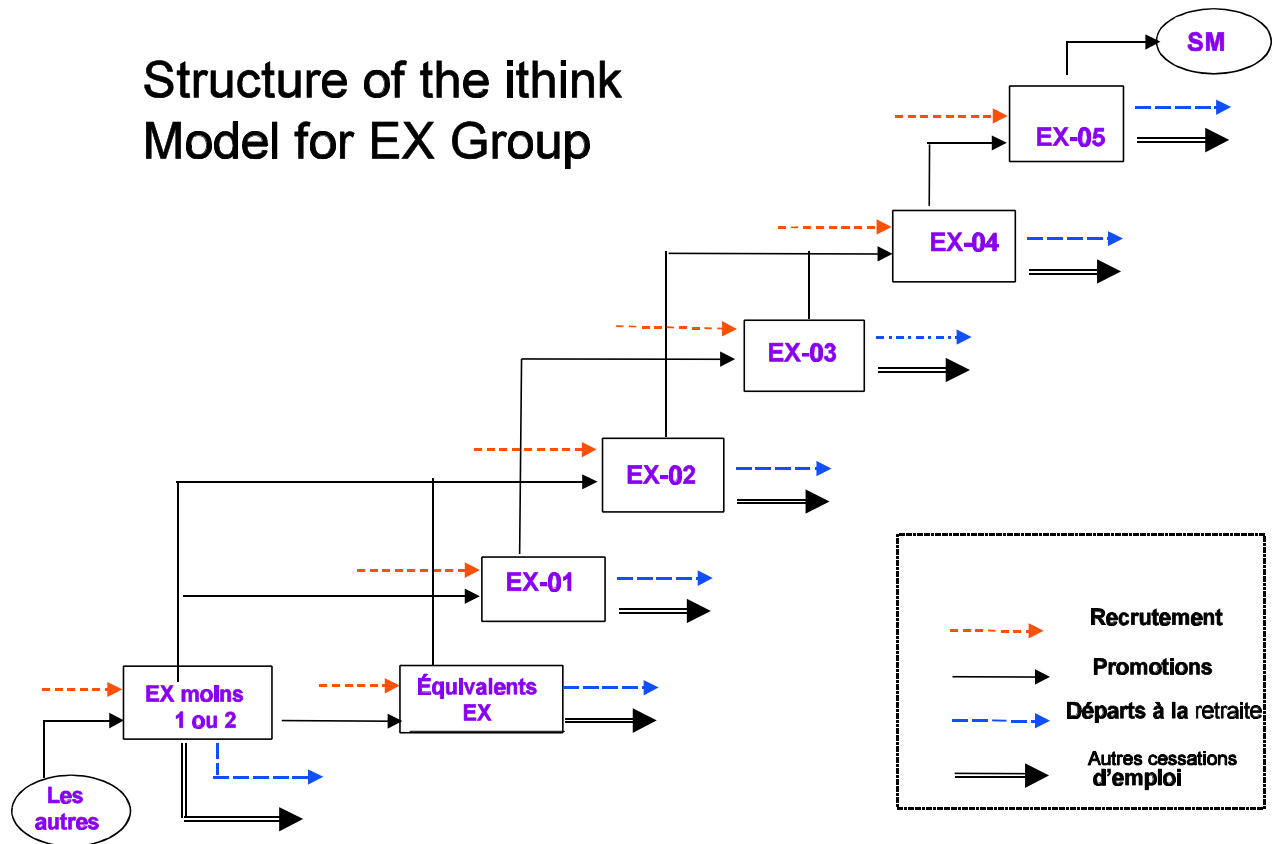 Structure of the ithink
Model for EX Group
SM
EX-05
EX-04
EX-03
EX-02
EX-01
EX moins
1 ou 2
Équivalents
EX
Les
autres
Recrutement
Promotions
Départs à la retraite
Autres cessations
d'emploi